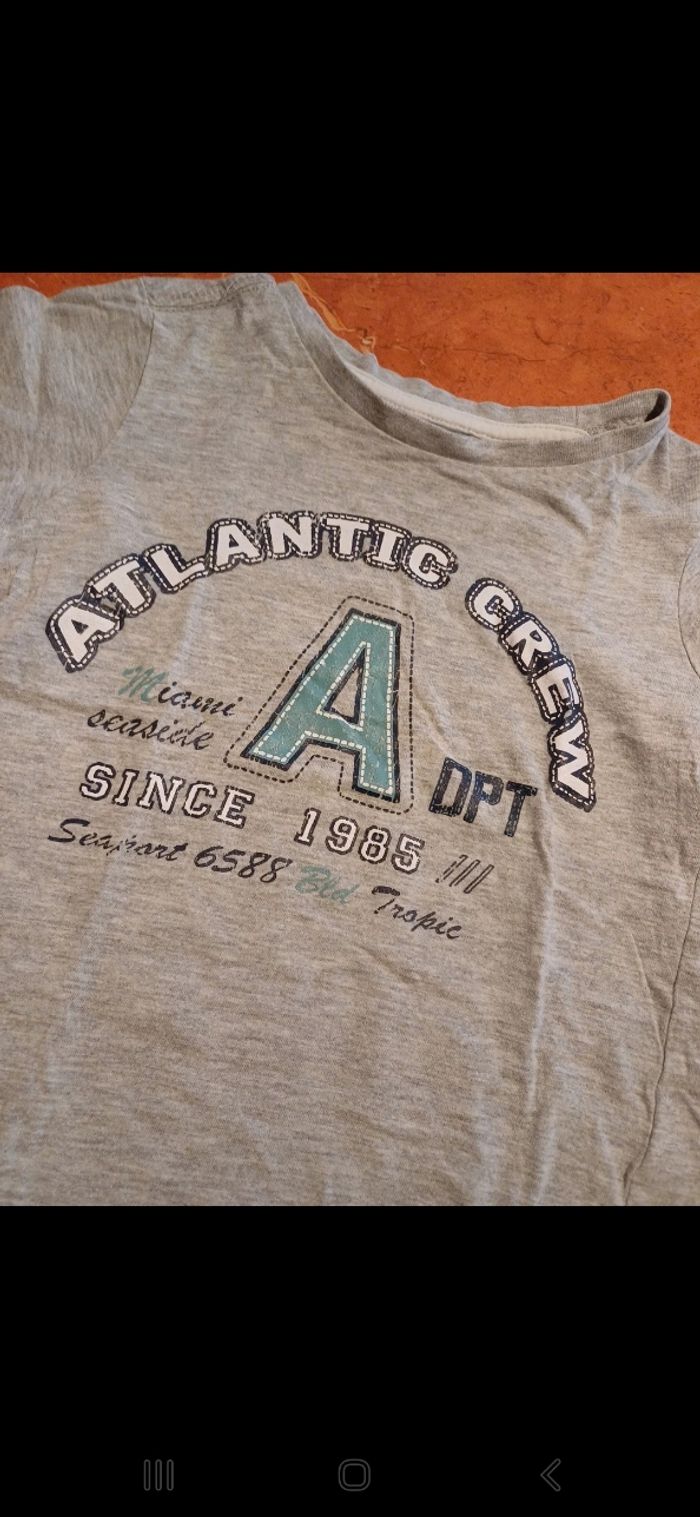 ATLANTIC CREW
A
Miami
seaside
DPT
SINCE 1985
Seaport 6588 Bld Tropic